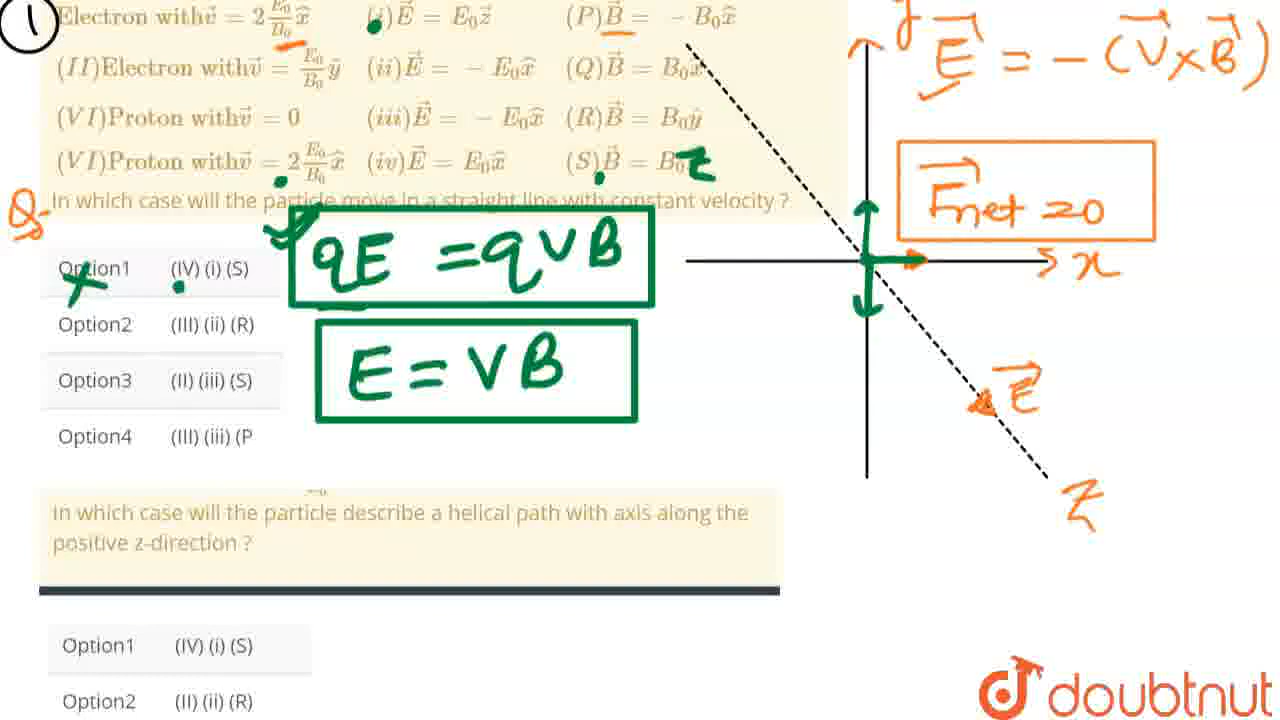 1
Electron with v⃗ = 2 E₀/B₀ x̂ (i) E⃗ = E₀ z⃗ (P) B⃗ = − B₀ x̂
y
E⃗ = − (V⃗ × B⃗)
(II) Electron with v⃗ = E₀/B₀ ŷ (ii) E⃗ = − E₀ x̂ (Q) B⃗ = B₀ x̂
(VI) Proton with v⃗ = 0 (iii) E⃗ = − E₀ x̂ (R) B⃗ = B₀ ŷ
(VI) Proton with v⃗ = 2 E₀/B₀ x̂ (iv) E⃗ = E₀ x̂ (S) B⃗ = B₀ z
In which case will the particle move in a straight line with constant velocity ?
F⃗net = 0
x
Option1 (IV) (i) (S)
qE = qVB
Option2 (III) (ii) (R)
E = VB
Option3 (II) (iii) (S)
E⃗
Option4 (III) (iii) (P
z
In which case will the particle describe a helical path with axis along the
positive z-direction ?
Option1 (IV) (i) (S)
Option2 (II) (ii) (R)
doubtnut